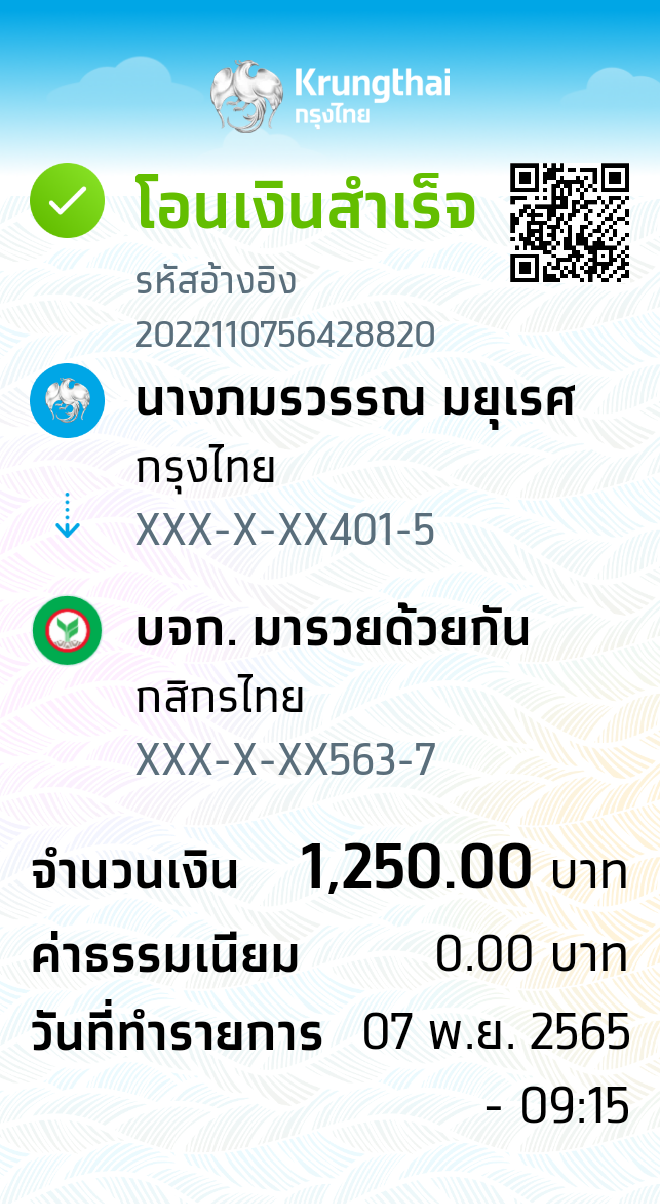 Krungthai
กรุงไทย
โอนเงินสำเร็จ
รหัสอ้างอิง
2022110756428820
นางภมรวรรณ มยุเรศ
กรุงไทย
XXX-X-XX401-5
บจก. มารวยด้วยกัน
กสิกรไทย
XXX-X-XX563-7
จำนวนเงิน 1,250.00 บาท
ค่าธรรมเนียม 0.00 บาท
วันที่ทำรายการ 07 พ.ย. 2565
- 09:15